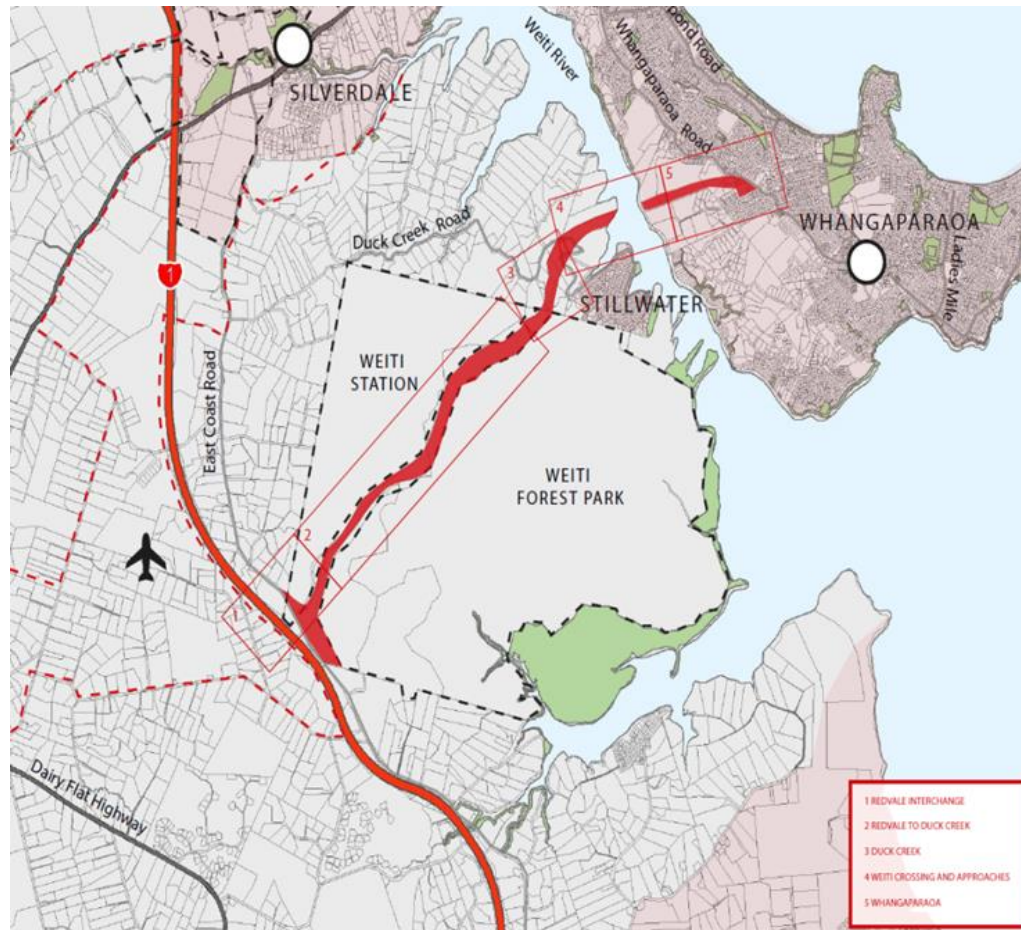 Weiti River
Whangaparaoa Road
pond Road
SILVERDALE
5
4
WHANGAPARAOA
Ladies Mile
Duck Creek Road
3
STILLWATER
1
East Coast Road
WEITI
STATION
WEITI
FOREST PARK
2
1
Dairy Flat Highway
1 REDVALE INTERCHANGE
2 REDVALE TO DUCK CREEK
3 DUCK CREEK
4 WEITI CROSSING AND APPROACHES
5 WHANGAPARAOA